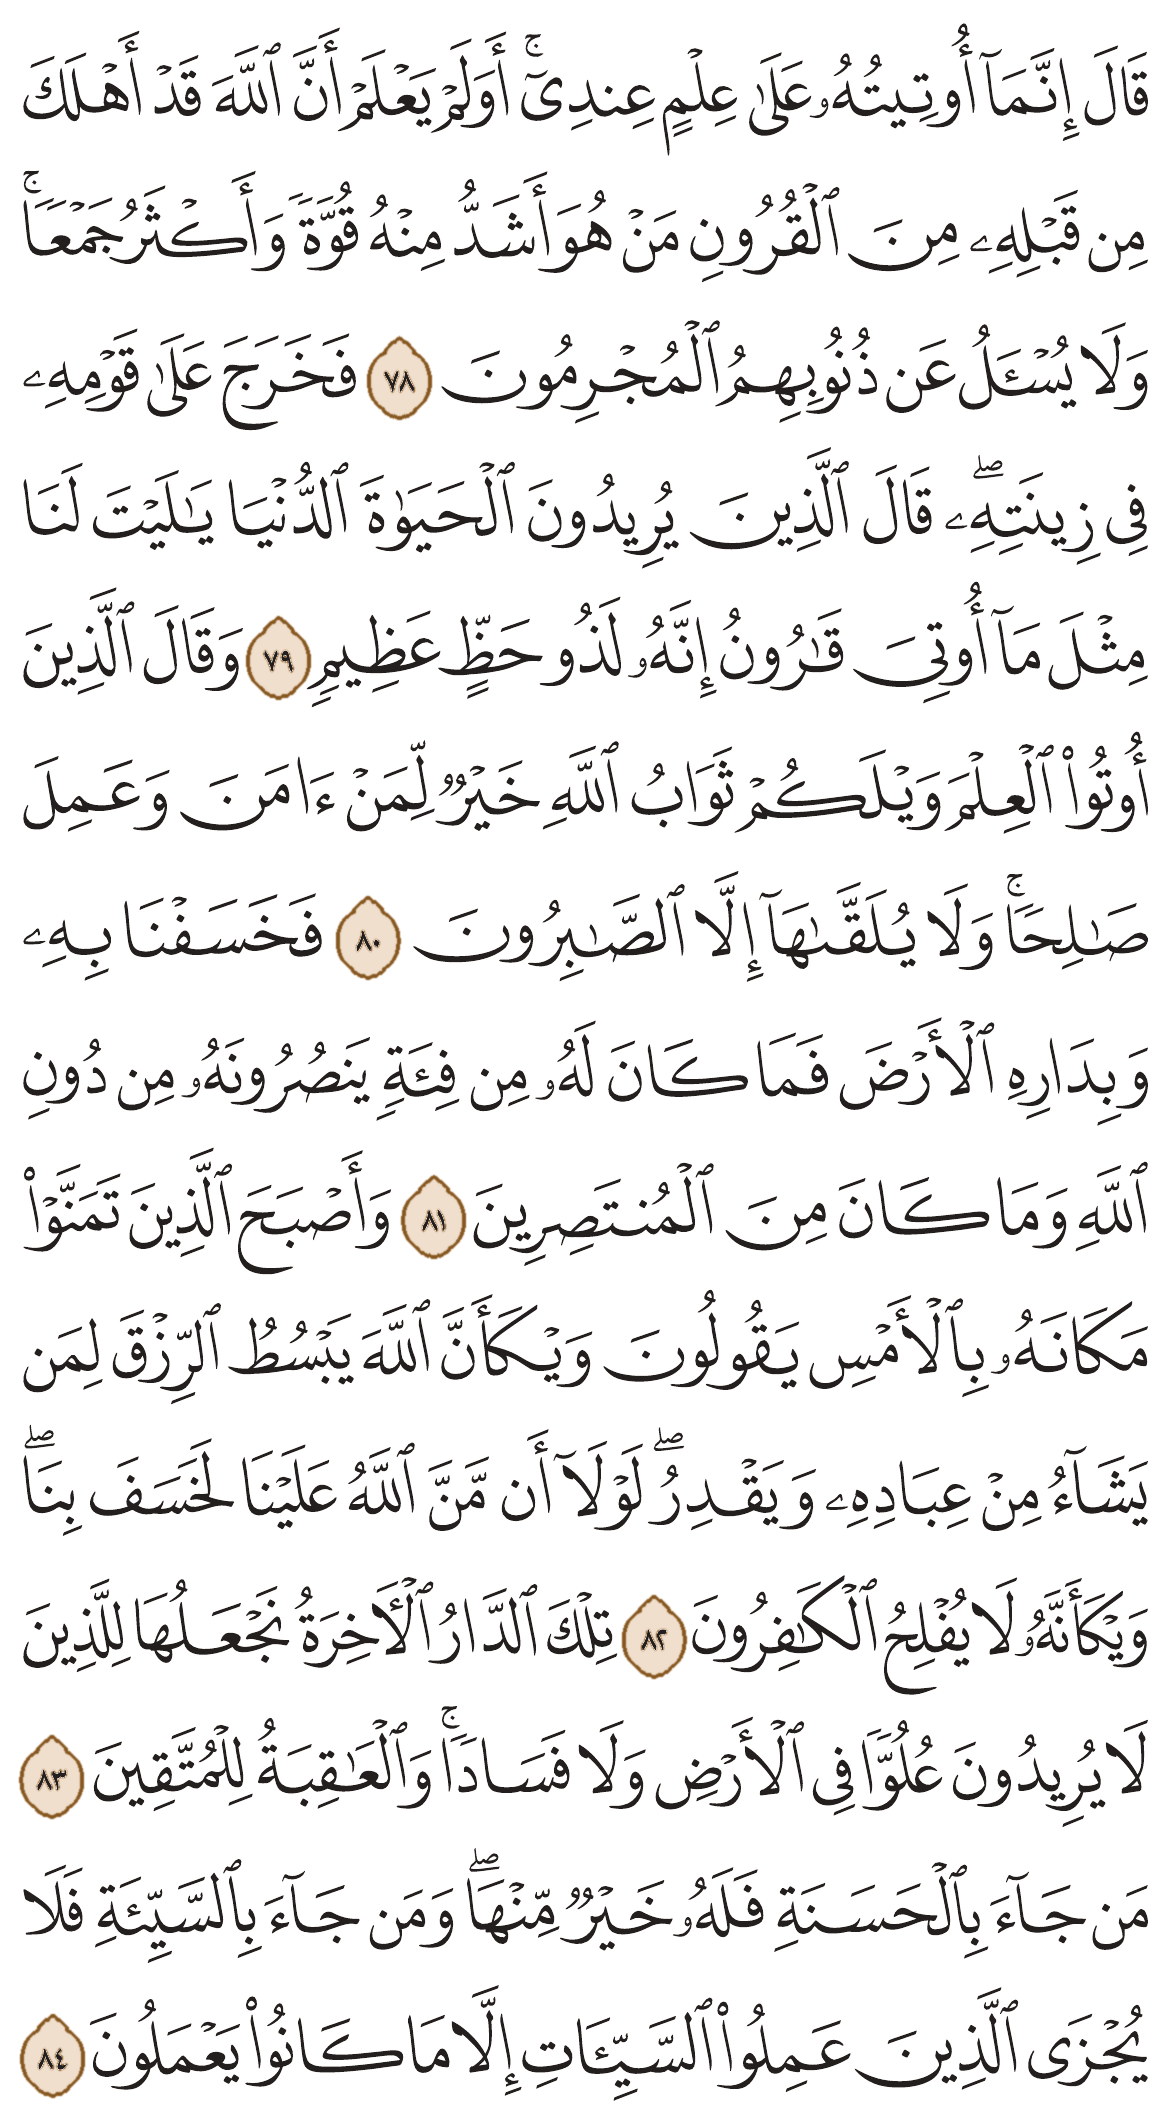 قَالَ إِنَّمَآ أُوتِيتُهُۥ عَلَىٰ عِلْمٍ عِندِىٓ ۚ أَوَلَمْ يَعْلَمْ أَنَّ ٱللَّهَ قَدْ أَهْلَكَ
مِن قَبْلِهِۦ مِنَ ٱلْقُرُونِ مَنْ هُوَ أَشَدُّ مِنْهُ قُوَّةً وَأَكْثَرُ جَمْعًا ۚ
وَلَا يُسْـَٔلُ عَن ذُنُوبِهِمُ ٱلْمُجْرِمُونَ ٧٨ فَخَرَجَ عَلَىٰ قَوْمِهِۦ
فِى زِينَتِهِۦ ۖ قَالَ ٱلَّذِينَ يُرِيدُونَ ٱلْحَيَوٰةَ ٱلدُّنْيَا يَـٰلَيْتَ لَنَا
مِثْلَ مَآ أُوتِىَ قَـٰرُونُ إِنَّهُۥ لَذُو حَظٍّ عَظِيمٍ ٧٩ وَقَالَ ٱلَّذِينَ
أُوتُوا۟ ٱلْعِلْمَ وَيْلَكُمْ ثَوَابُ ٱللَّهِ خَيْرٌ لِّمَنْ ءَامَنَ وَعَمِلَ
صَـٰلِحًا ۚ وَلَا يُلَقَّىٰهَآ إِلَّا ٱلصَّـٰبِرُونَ ٨٠ فَخَسَفْنَا بِهِۦ
وَبِدَارِهِ ٱلْأَرْضَ فَمَا كَانَ لَهُۥ مِن فِئَةٍ يَنصُرُونَهُۥ مِن دُونِ
ٱللَّهِ وَمَا كَانَ مِنَ ٱلْمُنتَصِرِينَ ٨١ وَأَصْبَحَ ٱلَّذِينَ تَمَنَّوْا۟
مَكَانَهُۥ بِٱلْأَمْسِ يَقُولُونَ وَيْكَأَنَّ ٱللَّهَ يَبْسُطُ ٱلرِّزْقَ لِمَن
يَشَآءُ مِنْ عِبَادِهِۦ وَيَقْدِرُ ۖ لَوْلَآ أَن مَّنَّ ٱللَّهُ عَلَيْنَا لَخَسَفَ بِنَا ۖ
وَيْكَأَنَّهُۥ لَا يُفْلِحُ ٱلْكَـٰفِرُونَ ٨٢ تِلْكَ ٱلدَّارُ ٱلْـَٔاخِرَةُ نَجْعَلُهَا لِلَّذِينَ
لَا يُرِيدُونَ عُلُوًّا فِى ٱلْأَرْضِ وَلَا فَسَادًا ۚ وَٱلْعَـٰقِبَةُ لِلْمُتَّقِينَ ٨٣
مَن جَآءَ بِٱلْحَسَنَةِ فَلَهُۥ خَيْرٌ مِّنْهَا ۖ وَمَن جَآءَ بِٱلسَّيِّئَةِ فَلَا
يُجْزَى ٱلَّذِينَ عَمِلُوا۟ ٱلسَّيِّـَٔاتِ إِلَّا مَا كَانُوا۟ يَعْمَلُونَ ٨٤